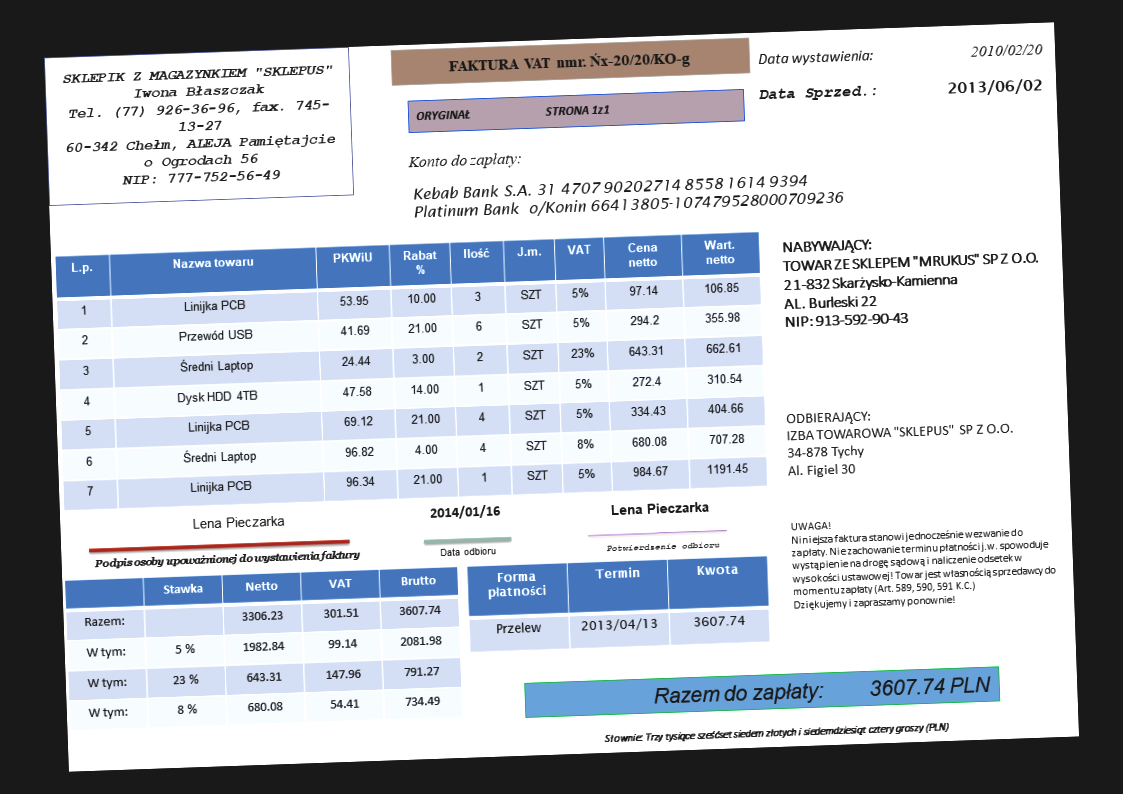 SKLEPIK Z MAGAZYNKIEM "SKLEPUS"
Iwona Błaszczak
Tel. (77) 926-36-96, fax. 745-
13-27
60-342 Chełm, ALEJA Pamiętajcie
o Ogrodach 56
NIP: 777-752-56-49
FAKTURA VAT nmr. Ńx-20/20/KO-g
ORYGINAŁ STRONA 1z1
Data wystawienia: 2010/02/20
Data Sprzed.: 2013/06/02
Konto do zapłaty:
Kebab Bank S.A. 31 4707 90202714 8558 1614 9394
Platinum Bank o/Konin 66413805-107479528000709236
L.p. Nazwa towaru PKWiU Rabat % Ilość J.m. VAT Cena netto Wart. netto
1 Linijka PCB 53.95 10.00 3 SZT 5% 97.14 106.85
2 Przewód USB 41.69 21.00 6 SZT 5% 294.2 355.98
3 Średni Laptop 24.44 3.00 2 SZT 23% 643.31 662.61
4 Dysk HDD 4TB 47.58 14.00 1 SZT 5% 272.4 310.54
5 Linijka PCB 69.12 21.00 4 SZT 5% 334.43 404.66
6 Średni Laptop 96.82 4.00 4 SZT 8% 680.08 707.28
7 Linijka PCB 96.34 21.00 1 SZT 5% 984.67 1191.45
NABYWAJĄCY:
TOWAR ZE SKLEPEM "MRUKUS" SP Z O.O.
21-832 Skarżysko-Kamienna
AL. Burleski 22
NIP: 913-592-90-43
ODBIERAJĄCY:
IZBA TOWAROWA "SKLEPUS" SP Z O.O.
34-878 Tychy
Al. Figiel 30
Lena Pieczarka
Podpis osoby upoważnionej do wystawienia faktury
2014/01/16
Data odbioru
Lena Pieczarka
Potwierdzenie odbioru
UWAGA!
Niniejsza faktura stanowi jednocześnie wezwanie do
zapłaty. Nie zachowanie terminu płatności j.w. spowoduje
wystąpienie na drogę sądową i naliczenie odsetek w
wysokości ustawowej! Towar jest własnością sprzedawcy do
momentu zapłaty (Art. 589, 590, 591 K.C.)
Dziękujemy i zapraszamy ponownie!
Stawka Netto VAT Brutto
Razem: 3306.23 301.51 3607.74
W tym: 5 % 1982.84 99.14 2081.98
W tym: 23 % 643.31 147.96 791.27
W tym: 8 % 680.08 54.41 734.49
Forma płatności Termin Kwota
Przelew 2013/04/13 3607.74
Razem do zapłaty: 3607.74 PLN
Słownie: Trzy tysiące sześćset siedem złotych i siedemdziesiąt cztery groszy (PLN)